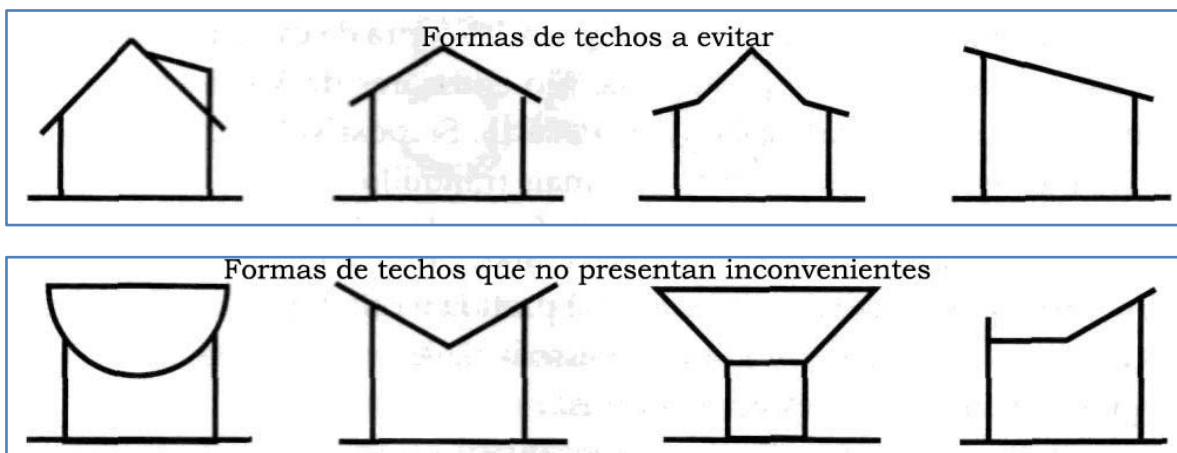 Formas de techos a evitar
Formas de techos que no presentan inconvenientes